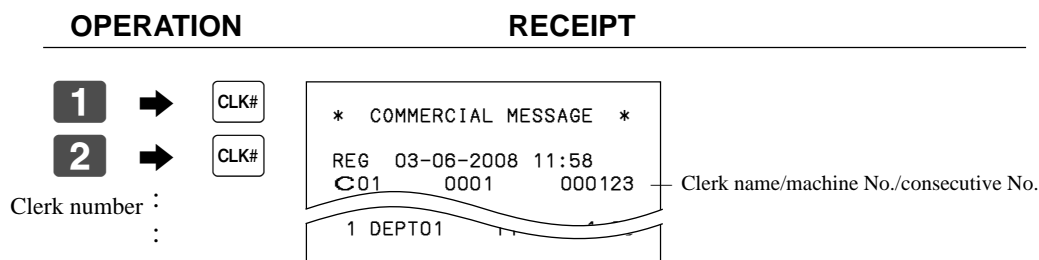 OPERATION RECEIPT
1 CLK#
* COMMERCIAL MESSAGE *
2 CLK#
REG 03-06-2008 11:58
C01 0001 000123 Clerk name/machine No./consecutive No.
Clerk number :
:
1 DEPT01